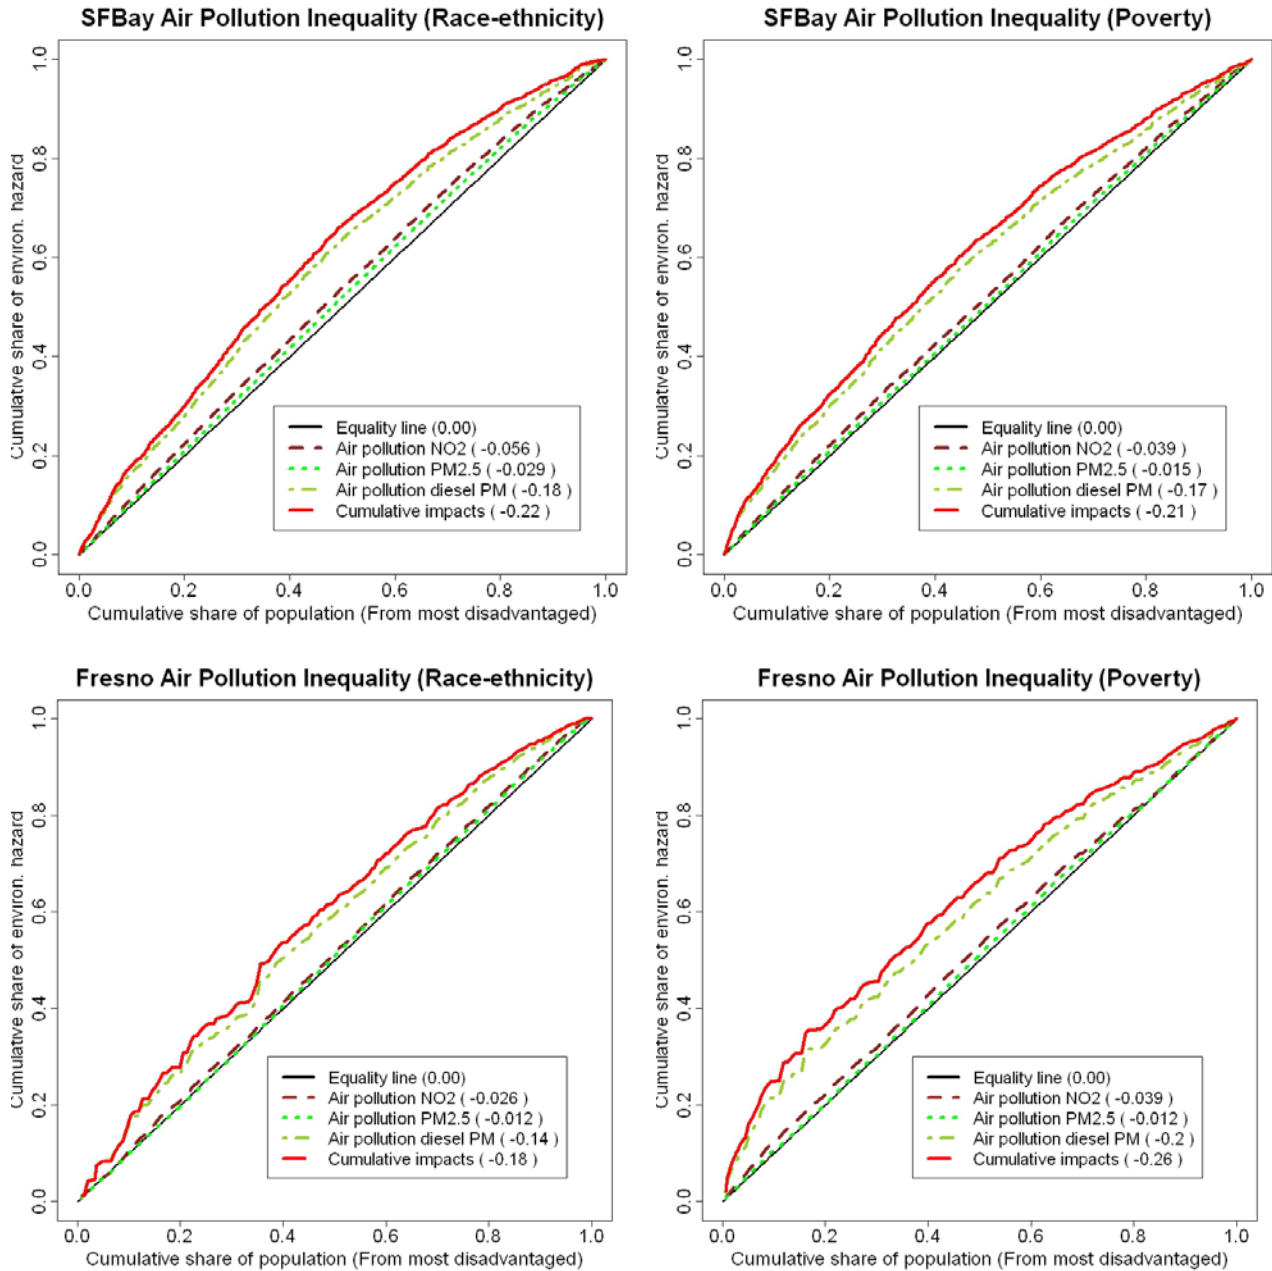 SFBay Air Pollution Inequality (Race-ethnicity)
Cumulative share of environ. hazard
1.0
0.8
0.6
0.4
0.2
0.0
Equality line (0.00)
Air pollution NO2 ( -0.056 )
Air pollution PM2.5 ( -0.029 )
Air pollution diesel PM ( -0.18 )
Cumulative impacts ( -0.22 )
0.0 0.2 0.4 0.6 0.8 1.0
Cumulative share of population (From most disadvantaged)
SFBay Air Pollution Inequality (Poverty)
Cumulative share of environ. hazard
1.0
0.8
0.6
0.4
0.2
0.0
Equality line (0.00)
Air pollution NO2 ( -0.039 )
Air pollution PM2.5 ( -0.015 )
Air pollution diesel PM ( -0.17 )
Cumulative impacts ( -0.21 )
0.0 0.2 0.4 0.6 0.8 1.0
Cumulative share of population (From most disadvantaged)
Fresno Air Pollution Inequality (Race-ethnicity)
Cumulative share of environ. hazard
1.0
0.8
0.6
0.4
0.2
0.0
Equality line (0.00)
Air pollution NO2 ( -0.026 )
Air pollution PM2.5 ( -0.012 )
Air pollution diesel PM ( -0.14 )
Cumulative impacts ( -0.18 )
0.0 0.2 0.4 0.6 0.8 1.0
Cumulative share of population (From most disadvantaged)
Fresno Air Pollution Inequality (Poverty)
Cumulative share of environ. hazard
1.0
0.8
0.6
0.4
0.2
0.0
Equality line (0.00)
Air pollution NO2 ( -0.039 )
Air pollution PM2.5 ( -0.012 )
Air pollution diesel PM ( -0.2 )
Cumulative impacts ( -0.26 )
0.0 0.2 0.4 0.6 0.8 1.0
Cumulative share of population (From most disadvantaged)